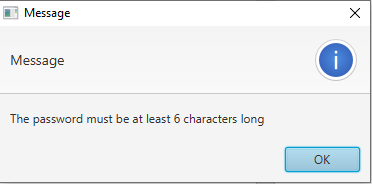 Message
Message
The password must be at least 6 characters long
OK